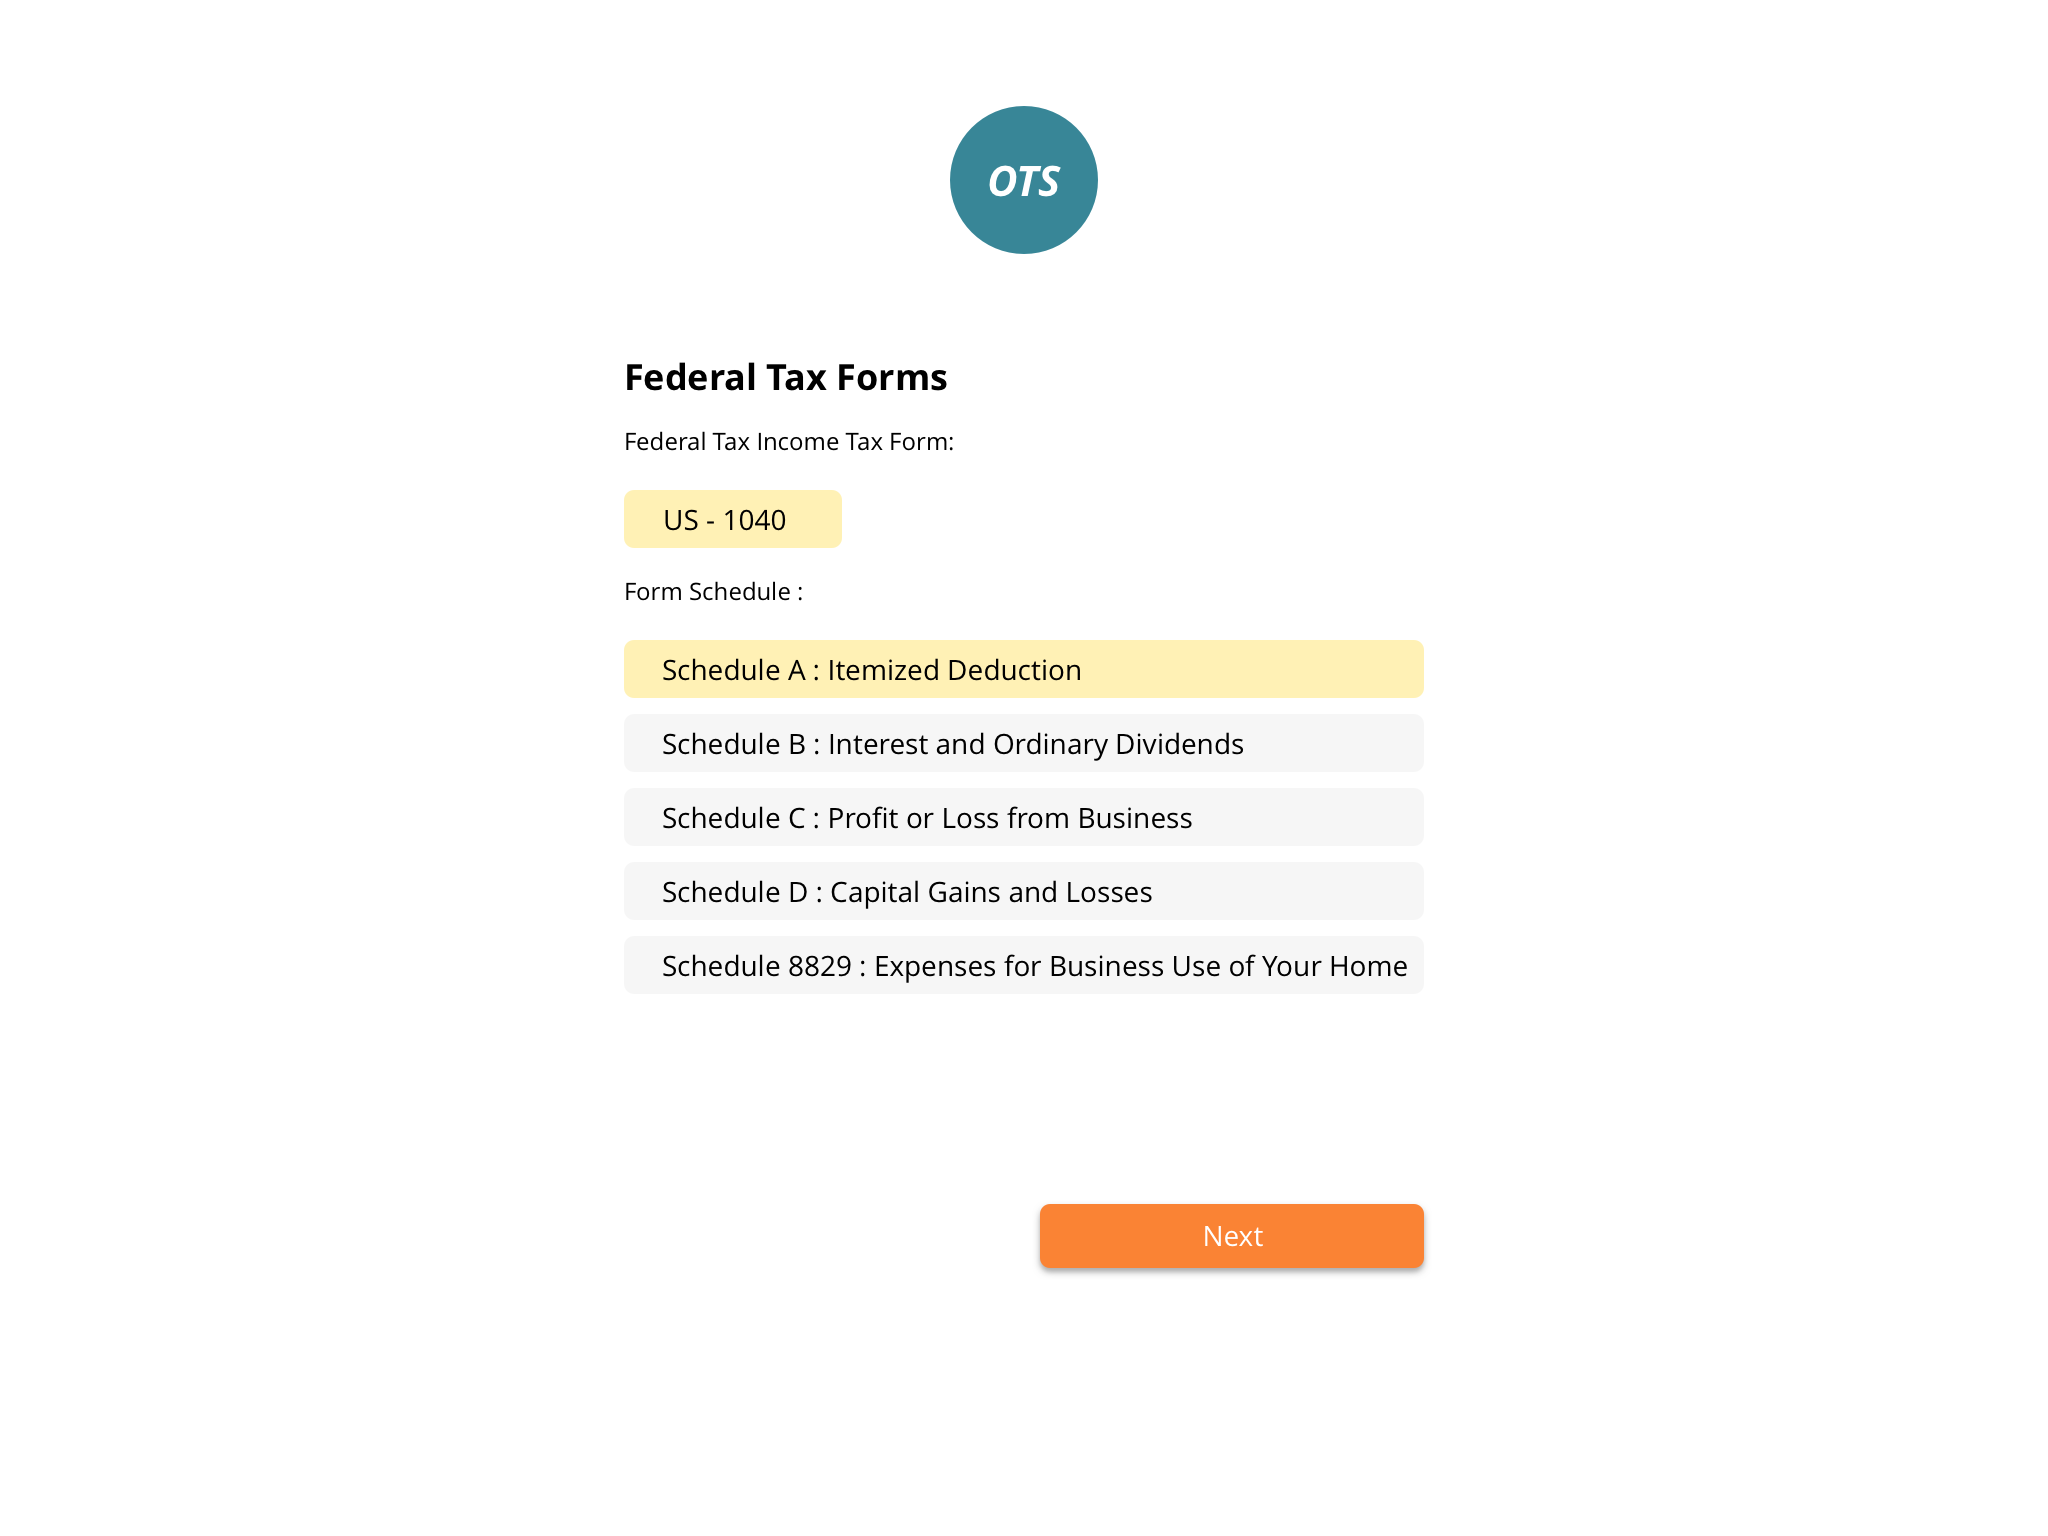 OTS
Federal Tax Forms
Federal Tax Income Tax Form:
US - 1040
Form Schedule :
Schedule A : Itemized Deduction
Schedule B : Interest and Ordinary Dividends
Schedule C : Profit or Loss from Business
Schedule D : Capital Gains and Losses
Schedule 8829 : Expenses for Business Use of Your Home
Next